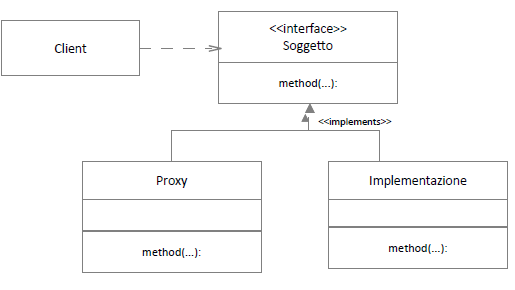 Client
<<interface>>
Soggetto
method(...):
<<implements>>
Proxy
Implementazione
method(...):
method(...):